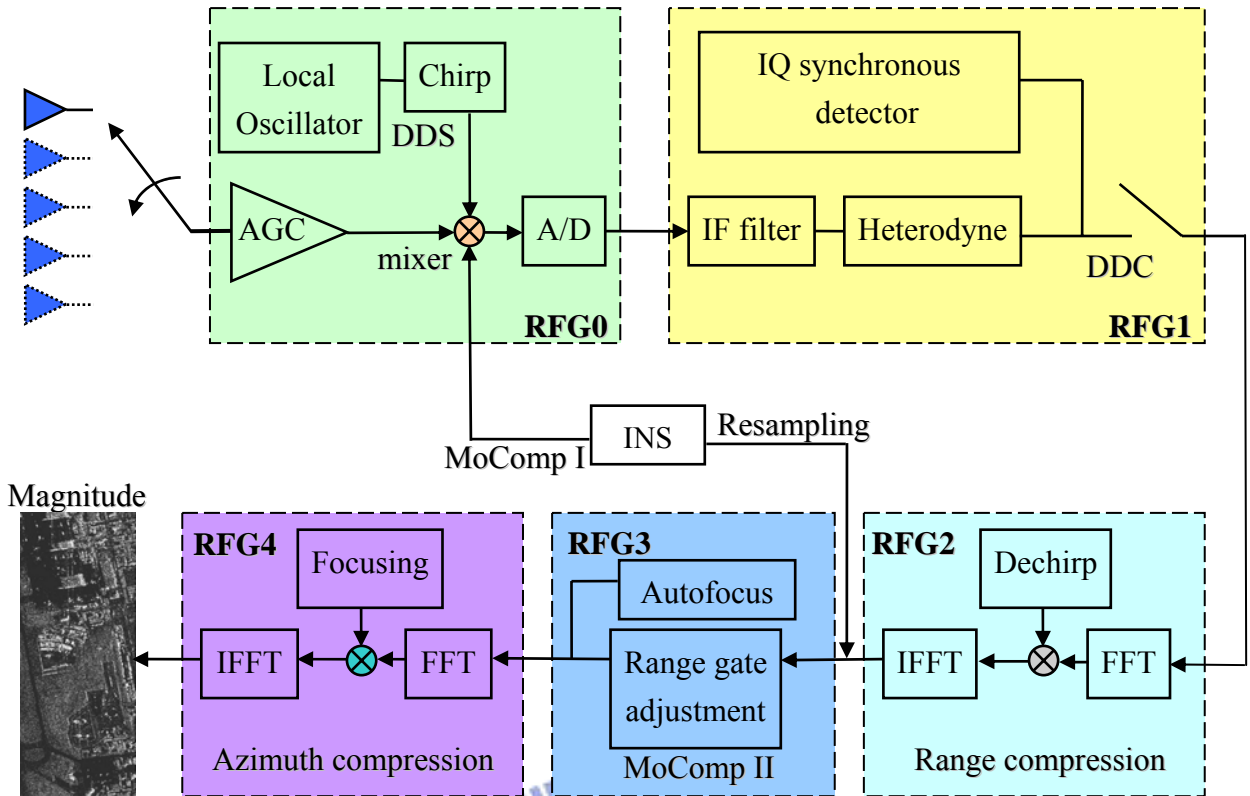 Local
Oscillator
Chirp
DDS
AGC
mixer
A/D
RFG0
IQ synchronous
detector
IF filter
Heterodyne
DDC
RFG1
INS
MoComp I
Resampling
Magnitude
RFG4
Focusing
IFFT
FFT
Azimuth compression
RFG3
Autofocus
Range gate
adjustment
MoComp II
RFG2
Dechirp
IFFT
FFT
Range compression